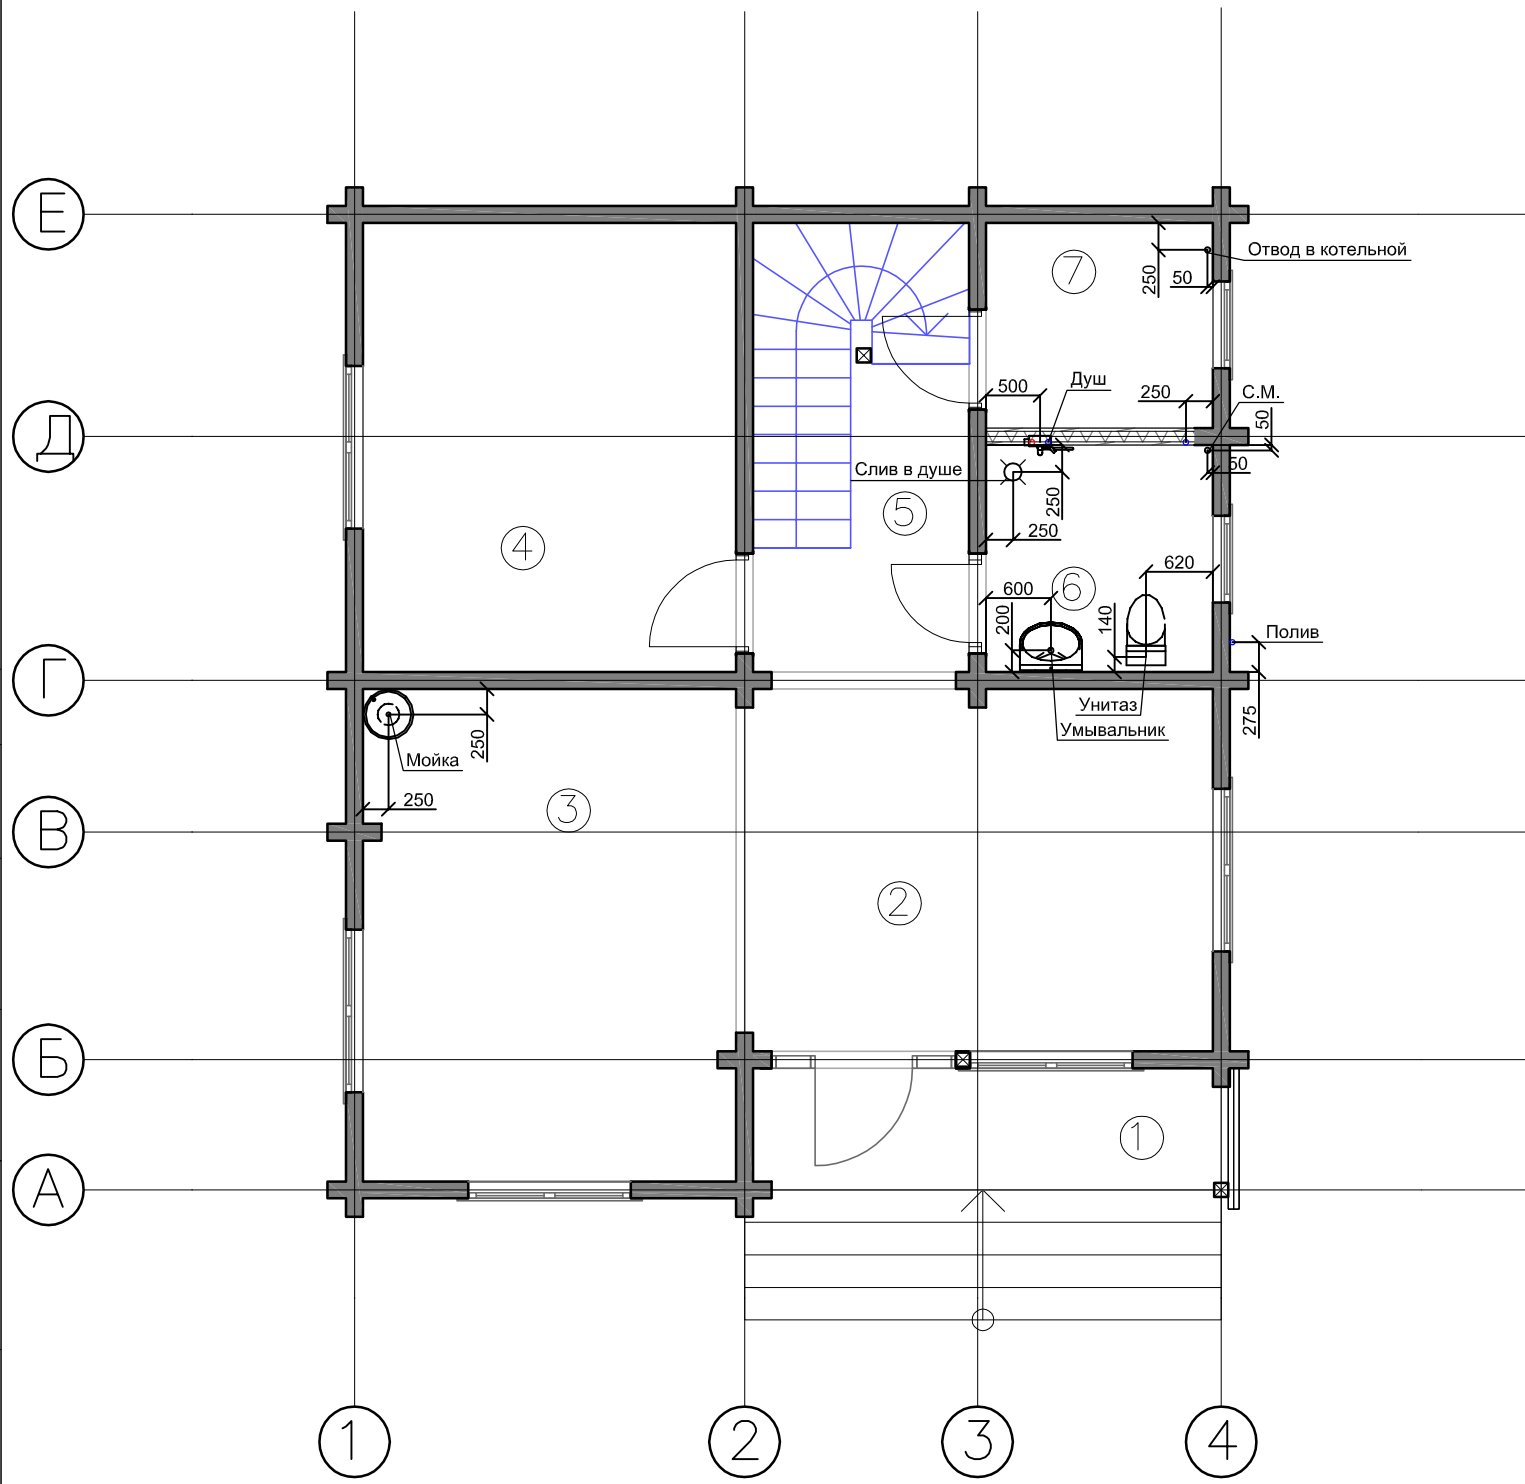 Е
7
Отвод в котельной
250
50
Душ
500
250
С.М.
50
Д
Слив в душе
50
250
5
250
4
620
6
600
200
140
Полив
Г
Унитаз
275
Умывальник
250
Мойка
250
3
В
2
Б
1
А
1
2
3
4